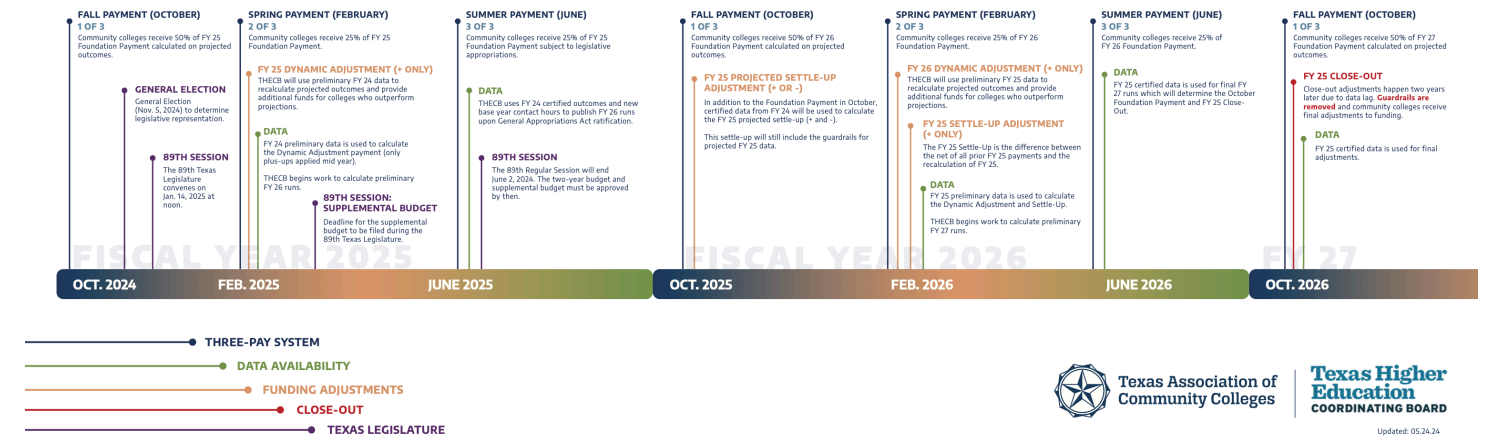 FALL PAYMENT (OCTOBER)
1 OF 3
Community colleges receive 50% of FY 25
Foundation Payment calculated on projected
outcomes.
GENERAL ELECTION
General Election
(Nov. 5, 2024) to determine
legislative representation.
89TH SESSION
The 89th Texas
Legislature
convenes on
Jan. 14, 2025 at
noon.
SPRING PAYMENT (FEBRUARY)
2 OF 3
Community colleges receive 25% of FY 25
Foundation Payment.
FY 25 DYNAMIC ADJUSTMENT (+ ONLY)
THECB will use preliminary FY 24 data to
recalculate projected outcomes and provide
additional funds for colleges who outperform
projections.
DATA
FY 24 preliminary data is used to calculate
the Dynamic Adjustment payment (only
plus-ups applied mid year).
THECB begins work to calculate preliminary
FY 26 runs.
89TH SESSION:
SUPPLEMENTAL BUDGET
Deadline for the supplemental
budget to be filed during the
89th Texas Legislature.
SUMMER PAYMENT (JUNE)
3 OF 3
Community colleges receive 25% of FY 25
Foundation Payment subject to legislative
appropriations.
DATA
THECB uses FY 24 certified outcomes and new
base year contact hours to publish FY 26 runs
upon General Appropriations Act ratification.
89TH SESSION
The 89th Regular Session will end
June 2, 2024. The two-year budget and
supplemental budget must be approved
by then.
FALL PAYMENT (OCTOBER)
1 OF 3
Community colleges receive 50% of FY 26
Foundation Payment calculated on projected
outcomes.
FY 25 PROJECTED SETTLE-UP
ADJUSTMENT (+ OR -)
In addition to the Foundation Payment in October,
certified data from FY 24 will be used to calculate
the FY 25 projected settle-up (+ and -).
This settle-up will still include the guardrails for
projected FY 25 data.
SPRING PAYMENT (FEBRUARY)
2 OF 3
Community colleges receive 25% of FY 26
Foundation Payment.
FY 26 DYNAMIC ADJUSTMENT (+ ONLY)
THECB will use preliminary FY 25 data to
recalculate projected outcomes and provide
additional funds for colleges who outperform
projections.
FY 25 SETTLE-UP ADJUSTMENT
(+ ONLY)
The FY 25 Settle-Up is the difference between
the net of all prior FY 25 payments and the
recalculation of FY 25.
DATA
FY 25 preliminary data is used to calculate
the Dynamic Adjustment and Settle-Up.
THECB begins work to calculate preliminary
FY 27 runs.
SUMMER PAYMENT (JUNE)
3 OF 3
Community colleges receive 25% of
FY 26 Foundation Payment.
DATA
FY 25 certified data is used for final FY
27 runs which will determine the October
Foundation Payment and FY 25 Close-
Out.
FALL PAYMENT (OCTOBER)
1 OF 3
Community colleges receive 50% of FY 27
Foundation Payment calculated on projected
outcomes.
FY 25 CLOSE-OUT
Close-out adjustments happen two years
later due to data lag. Guardrails are
removed and community colleges receive
final adjustments to funding.
DATA
FY 25 certified data is used for final
adjustments.
FISCAL YEAR 2025
FISCAL YEAR 2026
FY 27
OCT. 2024
FEB. 2025
JUNE 2025
OCT. 2025
FEB. 2026
JUNE 2026
OCT. 2026
THREE-PAY SYSTEM
DATA AVAILABILITY
FUNDING ADJUSTMENTS
CLOSE-OUT
TEXAS LEGISLATURE
Texas Association of
Community Colleges
Texas Higher
Education
COORDINATING BOARD
Updated: 05.24.24